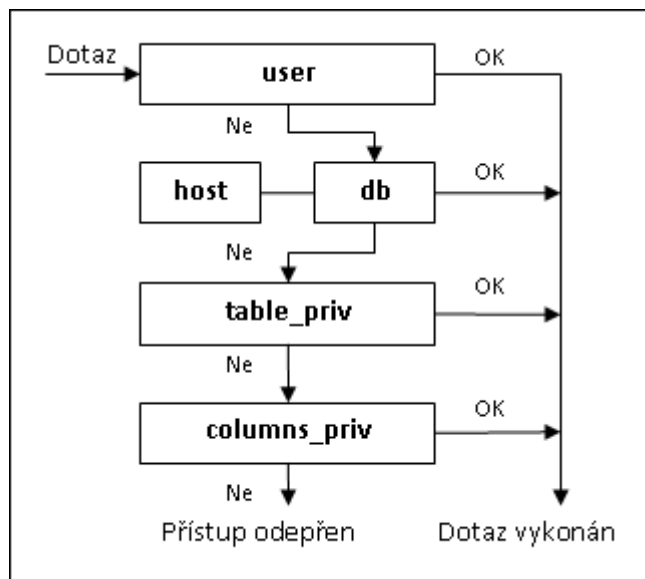 Dotaz
user
OK
Ne
host
db
OK
Ne
table_priv
OK
Ne
columns_priv
OK
Ne
Přístup odepřen
Dotaz vykonán